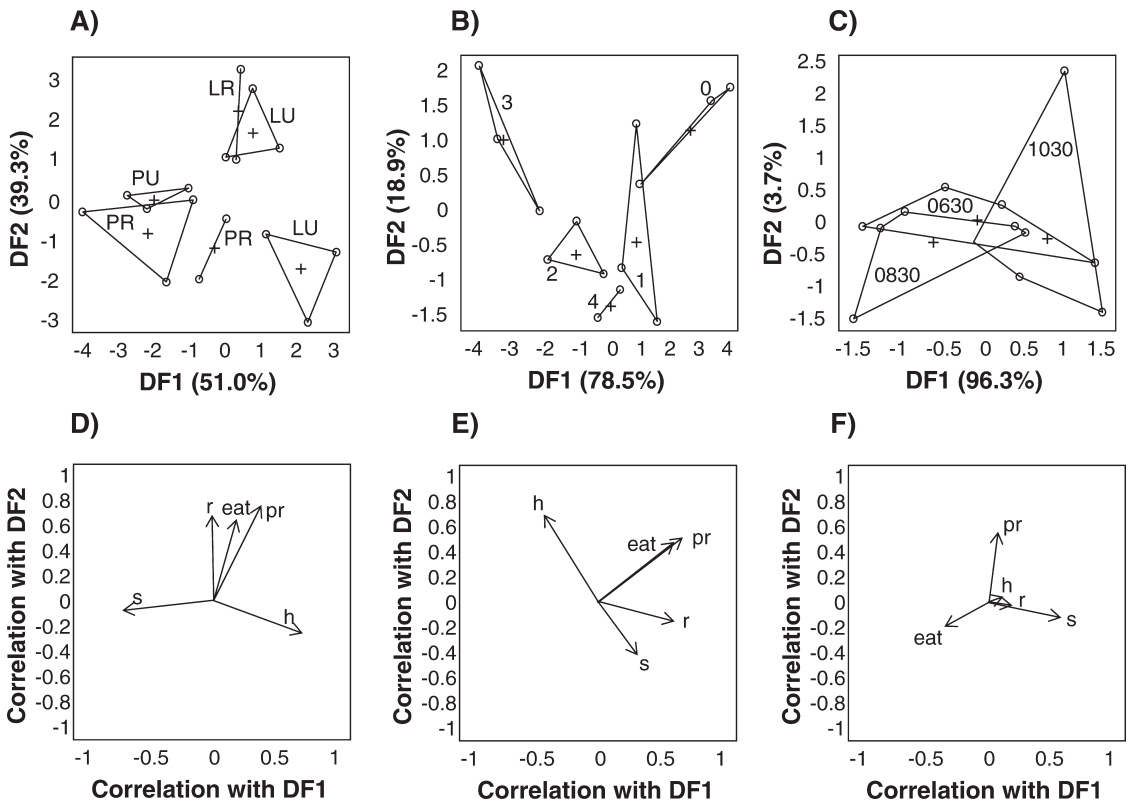 A)
3
2
1
0
-1
-2
-3
DF2 (39.3%)
LR
LU
PU
PR
PR
LU
-4 -3 -2 -1 0 1 2 3
DF1 (51.0%)
B)
2
1.5
1.0
0.5
0
-0.5
-1
-1.5
DF2 (18.9%)
3
0
2
4
1
-4 -3 -2 -1 0 1 2 3 4
DF1 (78.5%)
C)
2.5
2
1.5
1
0.5
0
-0.5
-1
-1.5
DF2 (3.7%)
1030
0630
0830
-1.5 -1 -0.5 0 0.5 1 1.5
DF1 (96.3%)
D)
1
0.8
0.6
0.4
0.2
0
-0.2
-0.4
-0.6
-0.8
-1
Correlation with DF2
r eat pr
s
h
-1 -0.5 0 0.5 1
Correlation with DF1
E)
1
0.8
0.6
0.4
0.2
0
-0.2
-0.4
-0.6
-0.8
-1
Correlation with DF2
h
eat pr
r
s
-1 -0.5 0 0.5 1
Correlation with DF1
F)
1
0.8
0.6
0.4
0.2
0
-0.2
-0.4
-0.6
-0.8
-1
Correlation with DF2
pr
h
r
s
eat
-1 -0.5 0 0.5 1
Correlation with DF1